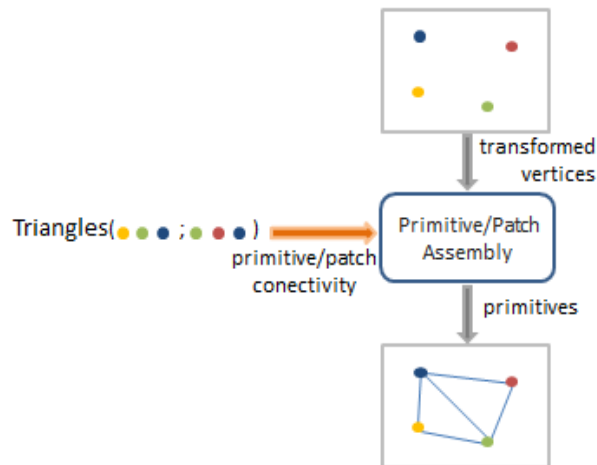 transformed
vertices
Triangles( ; )
Primitive/Patch
Assembly
primitive/patch
conectivity
primitives